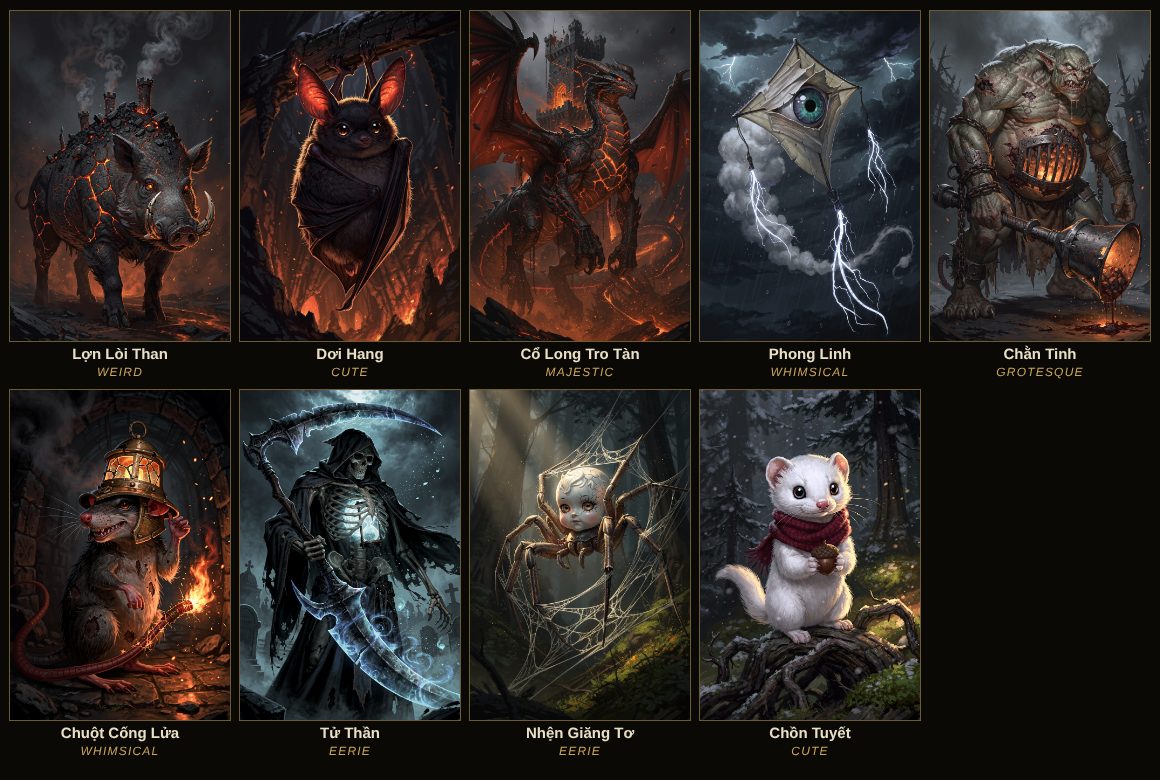 Lợn Lòi Than
WEIRD
Dơi Hang
CUTE
Cổ Long Tro Tàn
MAJESTIC
Phong Linh
WHIMSICAL
Chằn Tinh
GROTESQUE
Chuột Cống Lửa
WHIMSICAL
Tử Thần
EERIE
Nhện Giăng Tơ
EERIE
Chồn Tuyết
CUTE